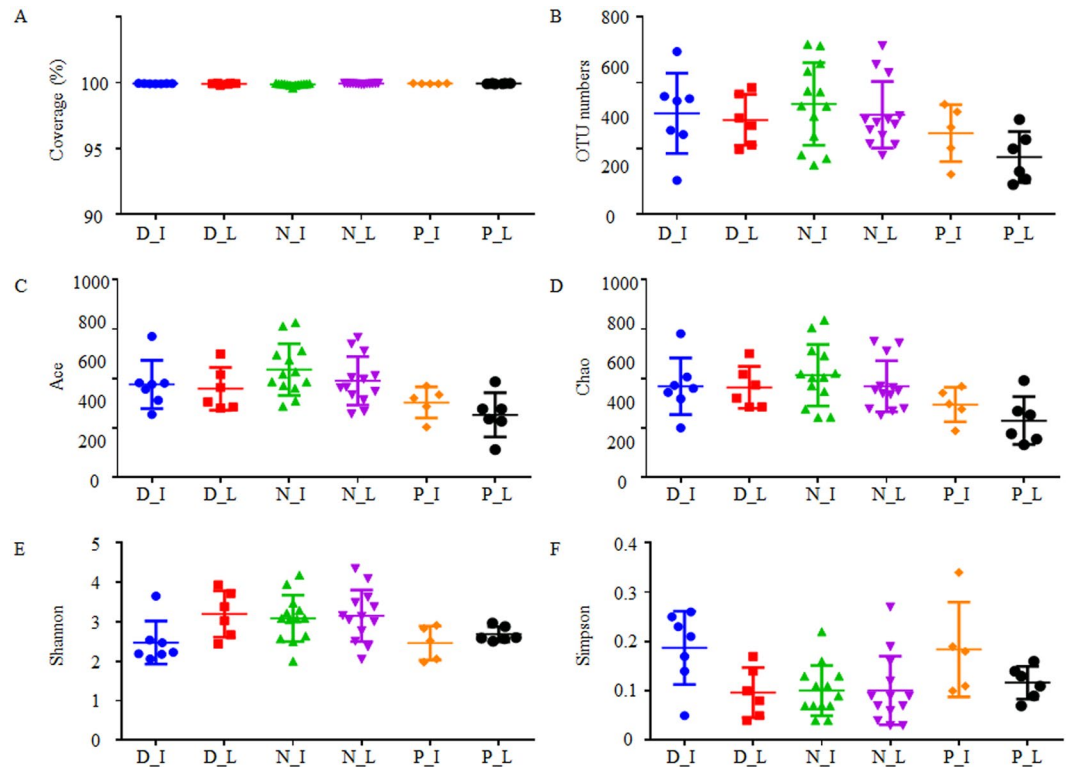 A
Coverage (%)
100
95
90
D_I D_L N_I N_L P_I P_L
B
OTU numbers
800
600
400
200
0
D_I D_L N_I N_L P_I P_L
C
Ace
1000
800
600
400
200
0
D_I D_L N_I N_L P_I P_L
D
Chao
1000
800
600
400
200
0
D_I D_L N_I N_L P_I P_L
E
Shannon
5
4
3
2
1
0
D_I D_L N_I N_L P_I P_L
F
Simpson
0.4
0.3
0.2
0.1
0
D_I D_L N_I N_L P_I P_L